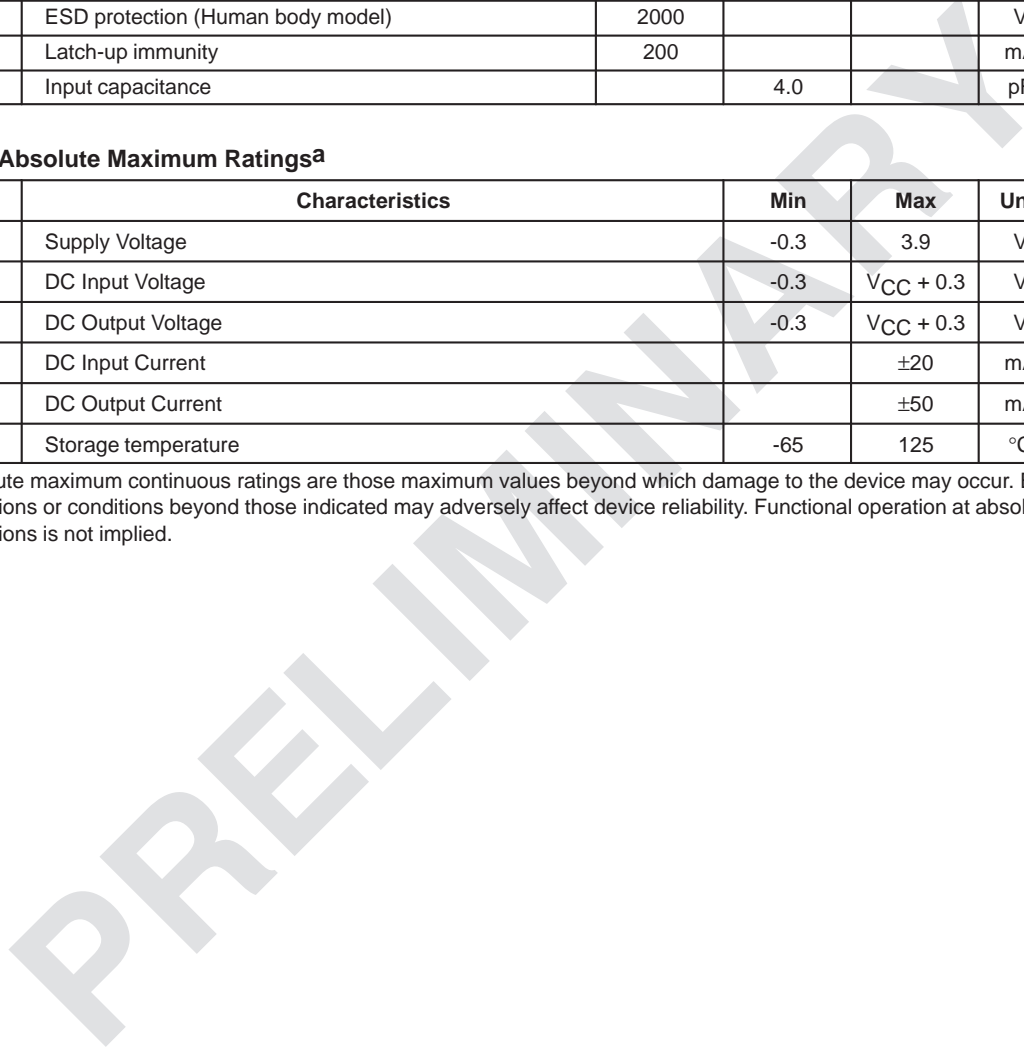 ESD protection (Human body model) 2000 V
Latch-up immunity 200
Input capacitance 4.0
Absolute Maximum Ratingsa
Characteristics Min Max
Supply Voltage -0.3 3.9 V
DC Input Voltage -0.3 VCC + 0.3 V
DC Output Voltage -0.3 VCC + 0.3 V
DC Input Current ±20
DC Output Current ±50
Storage temperature -65 125
maximum continuous ratings are those maximum values beyond which damage to the device may occur.
or conditions beyond those indicated may adversely affect device reliability. Functional operation at
is not implied.
PRELIMINARY